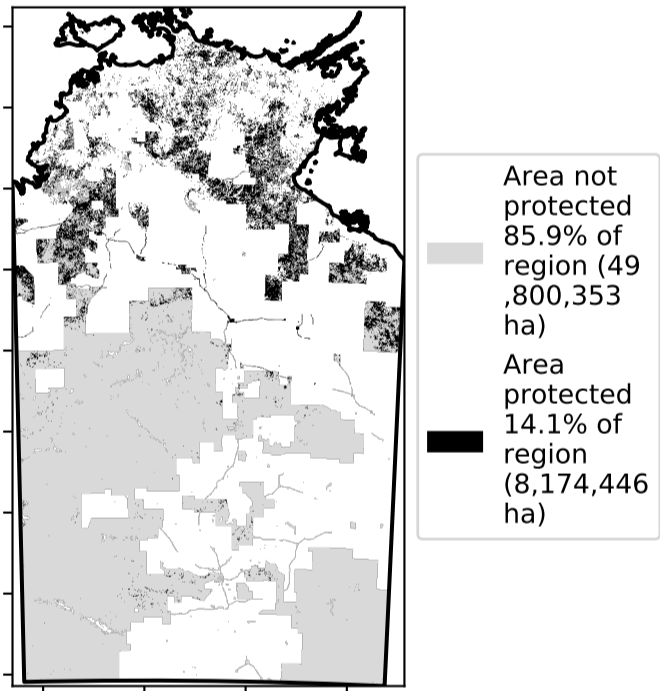 Area not
protected
85.9% of
region (49
,800,353
ha)
Area
protected
14.1% of
region
(8,174,446
ha)